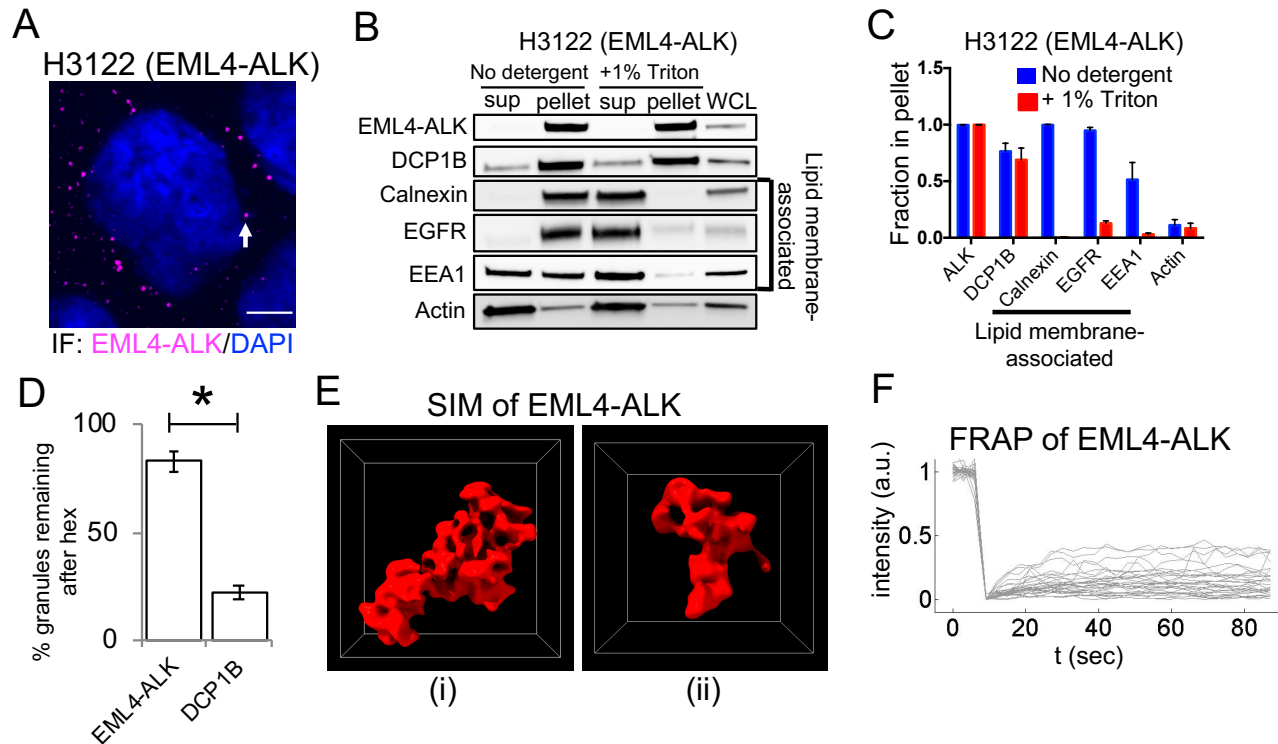 A
H3122 (EML4-ALK)
IF: EML4-ALK/DAPI
B
H3122 (EML4-ALK)
No detergent +1% Triton
sup pellet sup pellet WCL
EML4-ALK
DCP1B
Calnexin
EGFR
EEA1
Actin
Lipid membrane-
associated
C
H3122 (EML4-ALK)
No detergent
+ 1% Triton
Fraction in pellet
1.5
1.0
0.5
0.0
ALK
DCP1B
Calnexin
EGFR
EEA1
Actin
Lipid membrane-
associated
D
*
% granules remaining
after hex
100
50
0
EML4-ALK
DCP1B
E
SIM of EML4-ALK
(i)
(ii)
F
FRAP of EML4-ALK
intensity (a.u.)
1
0.5
0
0 20 40 60 80
t (sec)